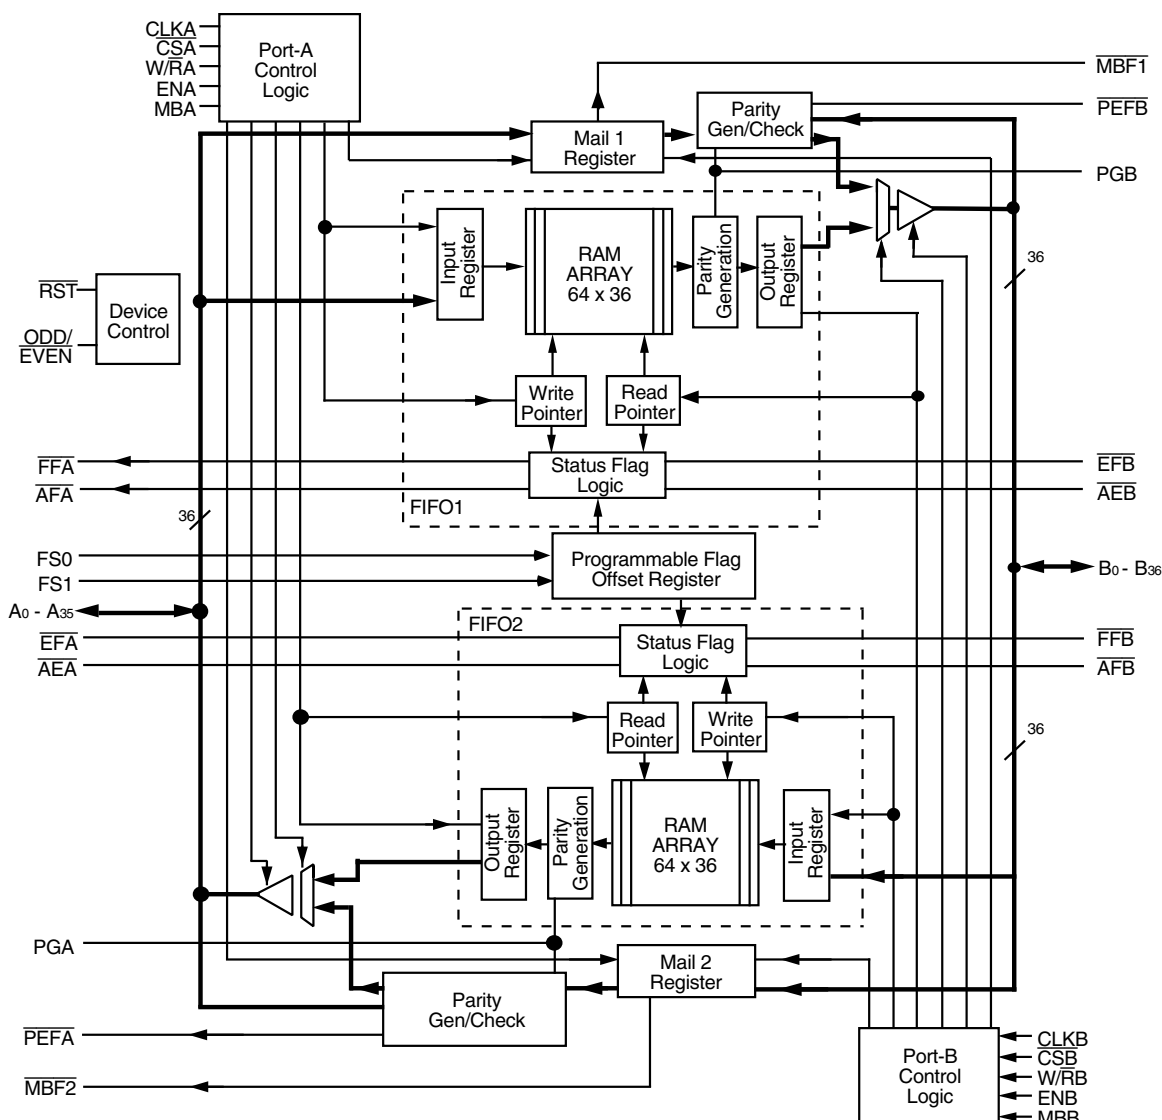 CLKA
CSA
W/RA
ENA
MBA
Port-A
Control
Logic
MBF1
PEFB
PGB
Mail 1
Register
Parity
Gen/Check
36
Input
Register
RAM
ARRAY
64 x 36
Parity
Generation
Output
Register
RST
ODD/
EVEN
Device
Control
Write
Pointer
Read
Pointer
FFA
AFA
Status Flag
Logic
EFB
AEB
FIFO1
36
FS0
FS1
Programmable Flag
Offset Register
A0 - A35
B0 - B36
FIFO2
EFA
AEA
Status Flag
Logic
FFB
AFB
Read
Pointer
Write
Pointer
36
Output
Register
Parity
Generation
RAM
ARRAY
64 x 36
Input
Register
PGA
Mail 2
Register
Parity
Gen/Check
PEFA
MBF2
Port-B
Control
Logic
CLKB
CSB
W/RB
ENB
MBB